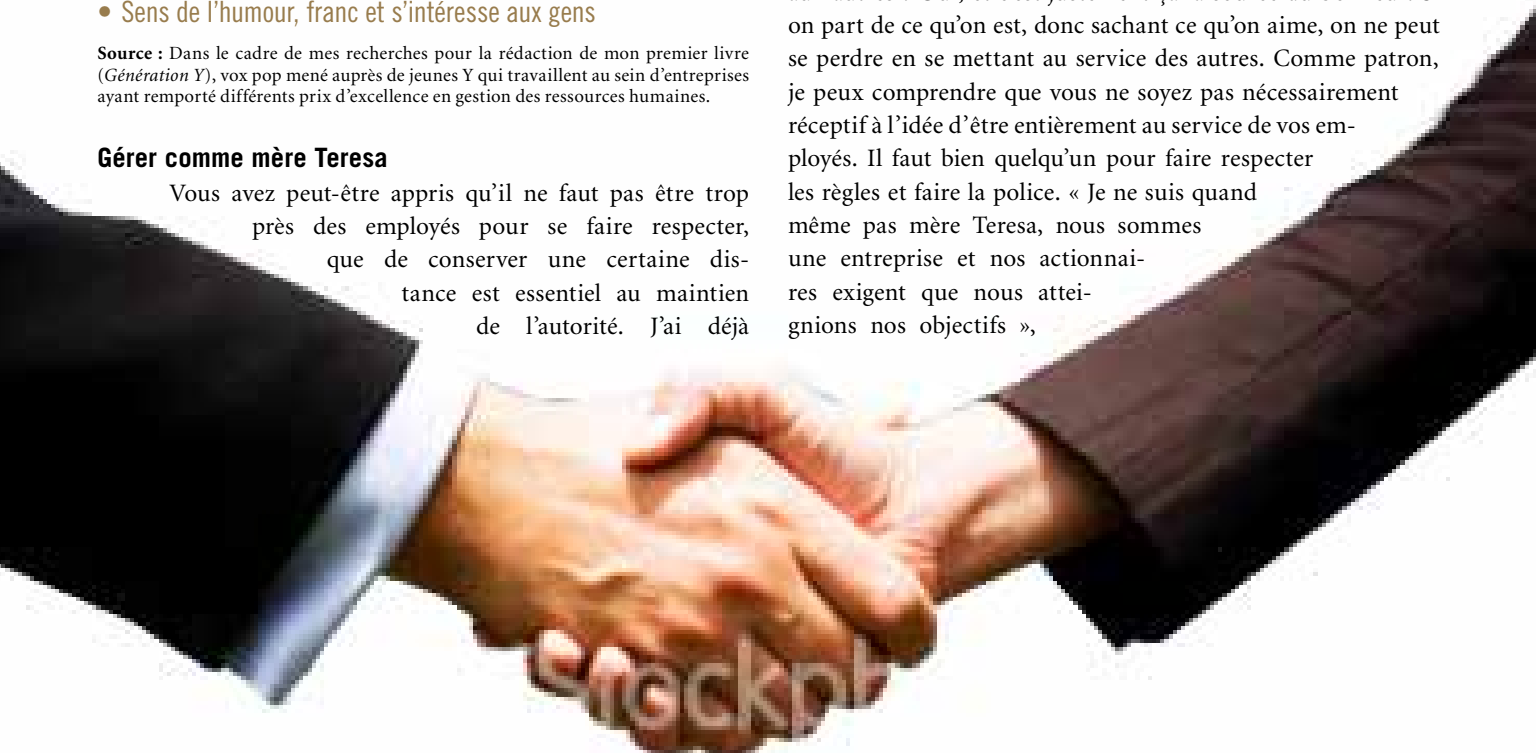 • Sens de l'humour, franc et s'intéresse aux gens
Source : Dans le cadre de mes recherches pour la rédaction de mon premier livre
(Génération Y), vox pop mené auprès de jeunes Y qui travaillent au sein d'entreprises
ayant remporté différents prix d'excellence en gestion des ressources humaines.
Gérer comme mère Teresa
Vous avez peut-être appris qu'il ne faut pas être trop
près des employés pour se faire respecter,
que de conserver une certaine dis-
tance est essentiel au maintien
de l'autorité. J'ai déjà
on part de ce qu'on est, donc sachant ce qu'on aime, on ne peut
se perdre en se mettant au service des autres. Comme patron,
je peux comprendre que vous ne soyez pas nécessairement
réceptif à l'idée d'être entièrement au service de vos em-
ployés. Il faut bien quelqu'un pour faire respecter
les règles et faire la police. « Je ne suis quand
même pas mère Teresa, nous sommes
une entreprise et nos actionnai-
res exigent que nous attei-
gnions nos objectifs »,